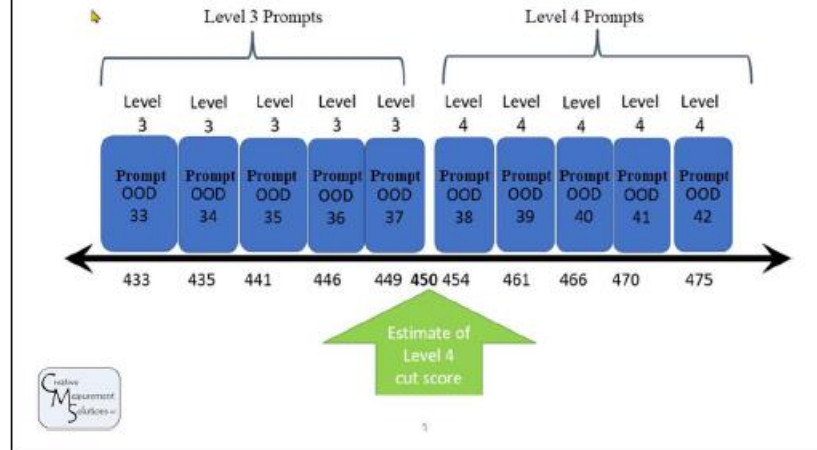 Level 3 Prompts Level 4 Prompts
Level Level Level Level Level Level Level Level Level Level
3 3 3 3 3 4 4 4 4 4
Prompt Prompt Prompt Prompt Prompt Prompt Prompt Prompt Prompt Prompt
OOD OOD OOD OOD OOD OOD OOD OOD OOD OOD
33 34 35 36 37 38 39 40 41 42
433 435 441 446 449 450 454 461 466 470 475
Estimate of
Level 4
cut score
Creative
Measurement
Solutions